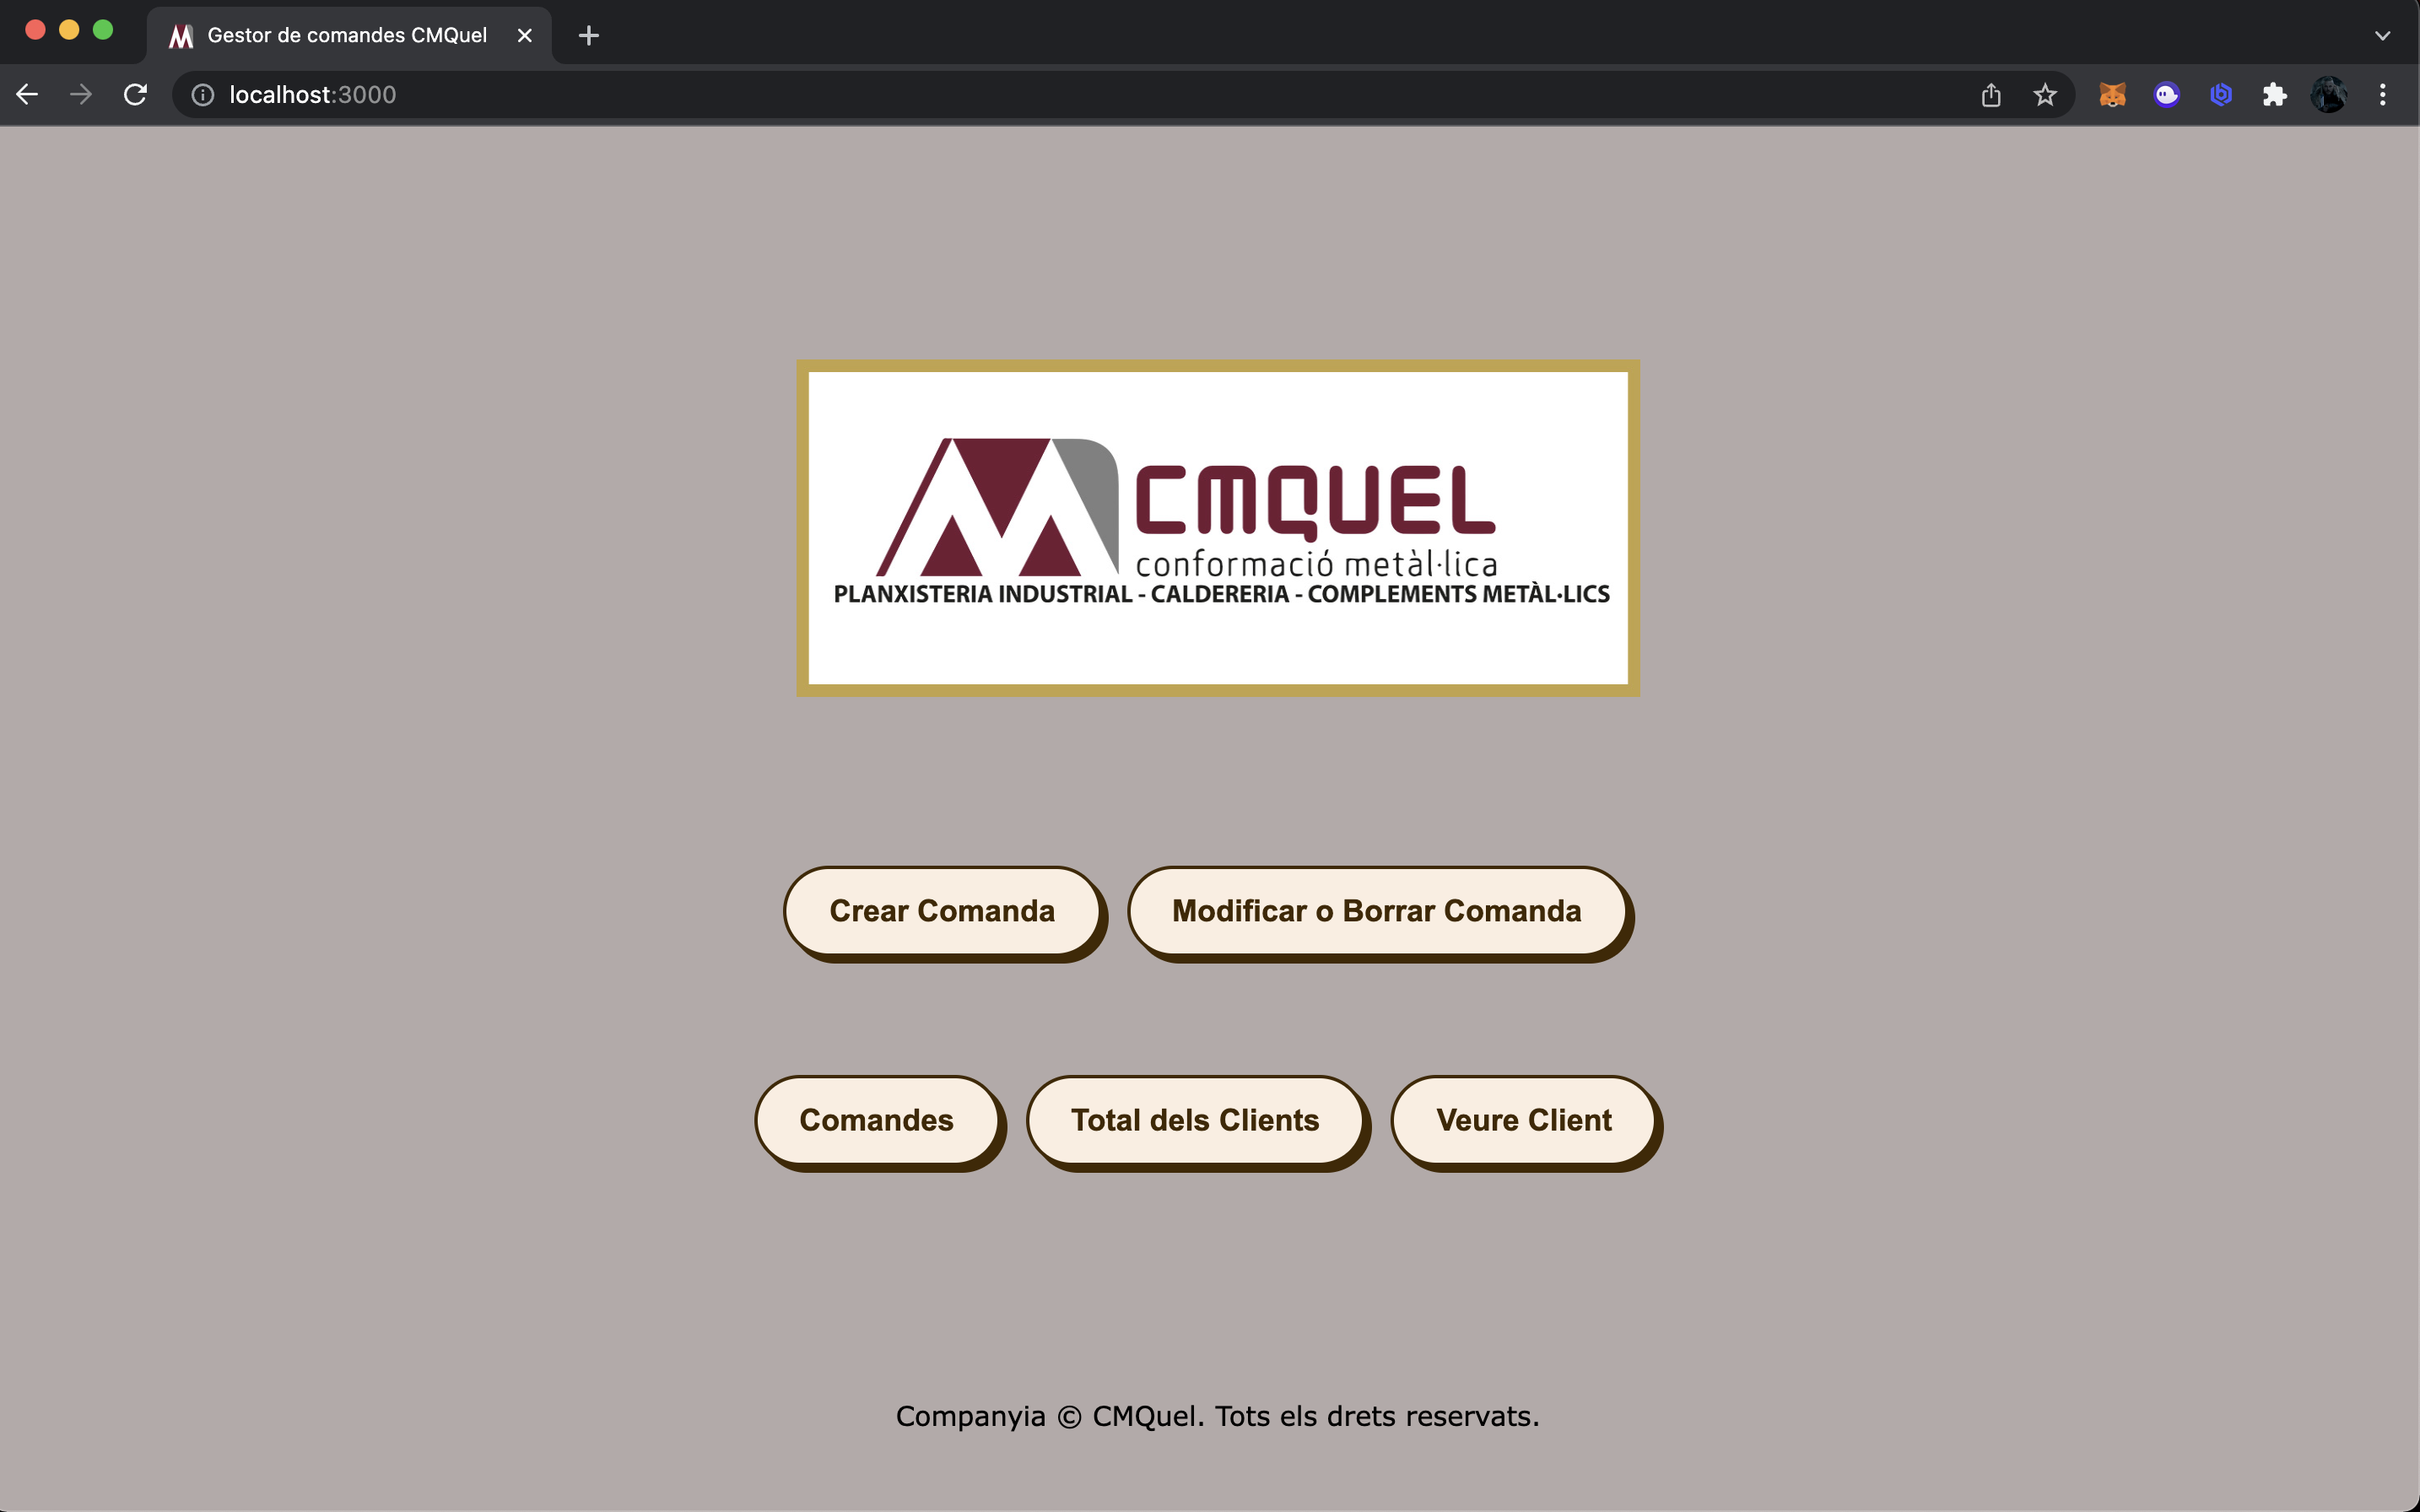 Gestor de comandes CMQuel
localhost:3000
CMQUEL
conformació metàl·lica
PLANXISTERIA INDUSTRIAL - CALDERERIA - COMPLEMENTS METÀL·LICS
Crear Comanda
Modificar o Borrar Comanda
Comandes
Total dels Clients
Veure Client
Companyia © CMQuel. Tots els drets reservats.